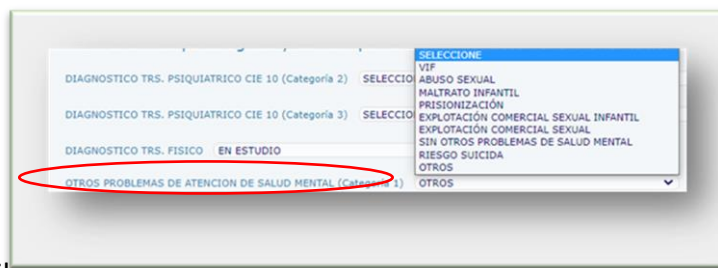 SELECCIONE
VIF
DIAGNOSTICO TRS. PSIQUIATRICO CIE 10 (Categoría 2) SELECCIO
ABUSO SEXUAL
MALTRATO INFANTIL
PRISIONIZACIÓN
EXPLOTACIÓN COMERCIAL SEXUAL INFANTIL
DIAGNOSTICO TRS. PSIQUIATRICO CIE 10 (Categoría 3) SELECCIO
EXPLOTACIÓN COMERCIAL SEXUAL
SIN OTROS PROBLEMAS DE SALUD MENTAL
DIAGNOSTICO TRS. FISICO EN ESTUDIO
RIESGO SUICIDA
OTROS
OTROS PROBLEMAS DE ATENCION DE SALUD MENTAL (Categoría 1) OTROS